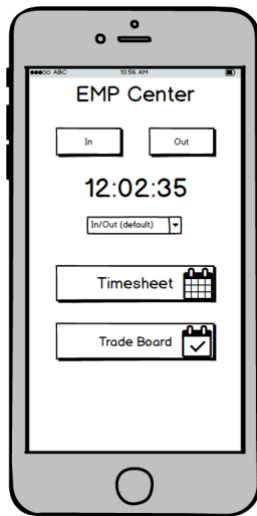 ABC 10:56 AM
EMP Center
In Out
12:02:35
In/Out (default)
Timesheet
Trade Board